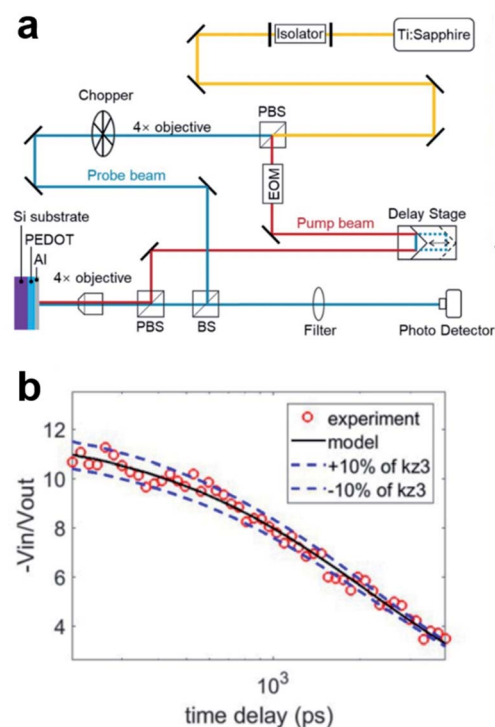 a
Isolator
Ti:Sapphire
Chopper
4× objective
PBS
Probe beam
EOM
Pump beam
Delay Stage
Si substrate
PEDOT
Al
4× objective
PBS
BS
Filter
Photo Detector
b
12
10
8
6
4
-Vin/Vout
experiment
model
+10% of kz3
-10% of kz3
10³
time delay (ps)